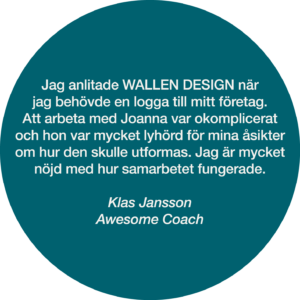 Jag anlitade WALLEN DESIGN när
jag behövde en logga till mitt företag.
Att arbeta med Joanna var okomplicerat
och hon var mycket lyhörd för mina åsikter
om hur den skulle utformas. Jag är mycket
nöjd med hur samarbetet fungerade.
Klas Jansson
Awesome Coach